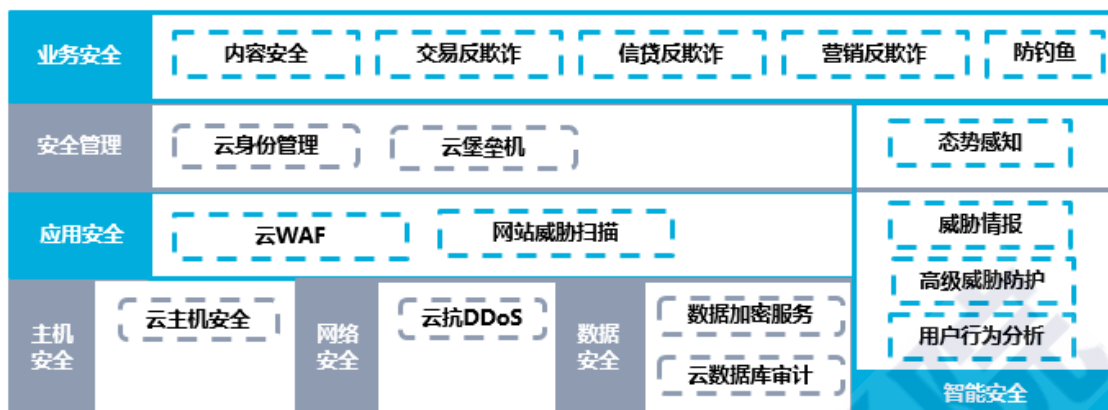 业务安全
内容安全
交易反欺诈
信贷反欺诈
营销反欺诈
防钓鱼
安全管理
云身份管理
云堡垒机
态势感知
应用安全
云WAF
网站威胁扫描
威胁情报
高级威胁防护
用户行为分析
智能安全
主机
安全
云主机安全
网络
安全
云抗DDoS
数据
安全
数据加密服务
云数据库审计